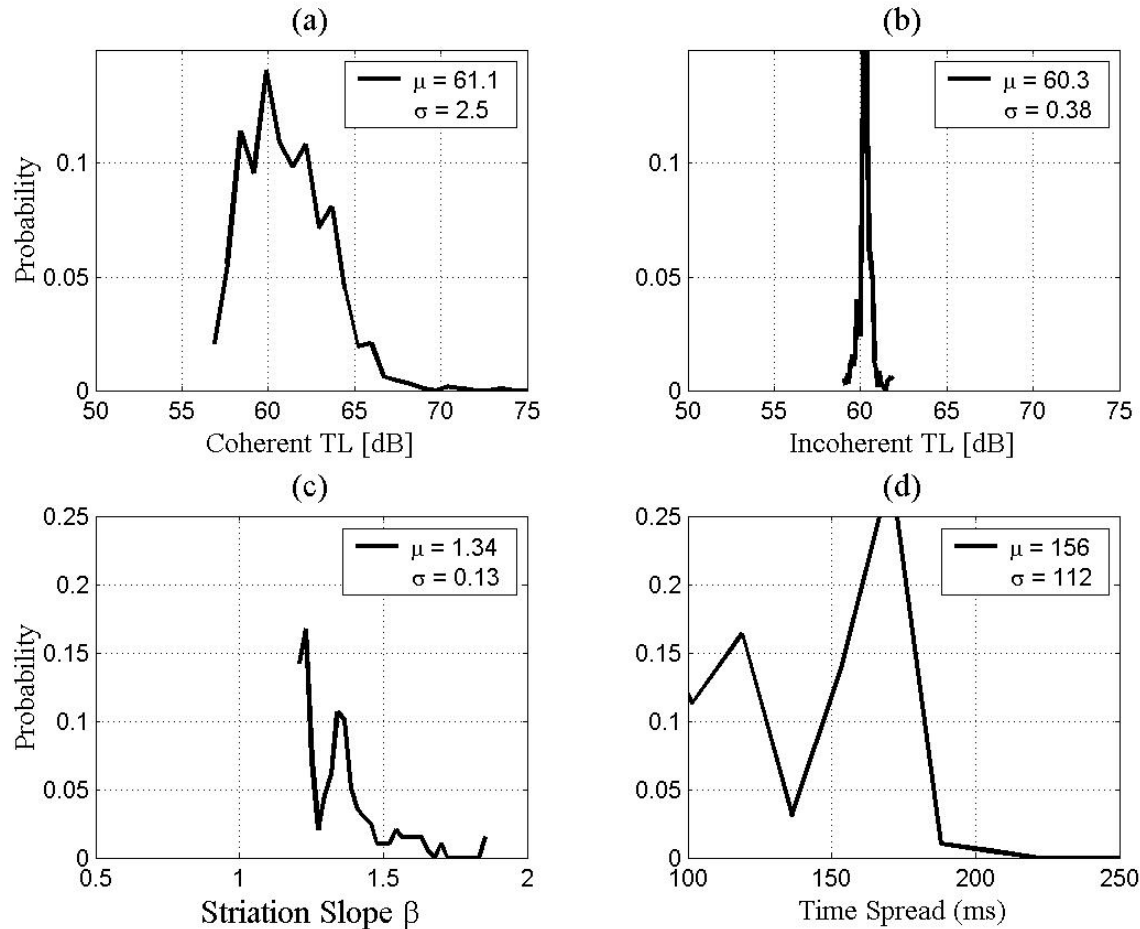 (a)
μ = 61.1
σ = 2.5
Probability
0.1
0.05
0
50 55 60 65 70 75
Coherent TL [dB]
(b)
μ = 60.3
σ = 0.38
0.1
0.05
0
50 55 60 65 70 75
Incoherent TL [dB]
(c)
μ = 1.34
σ = 0.13
Probability
0.25
0.2
0.15
0.1
0.05
0
0.5 1 1.5 2
Striation Slope β
(d)
μ = 156
σ = 112
0.25
0.2
0.15
0.1
0.05
0
100 150 200 250
Time Spread (ms)